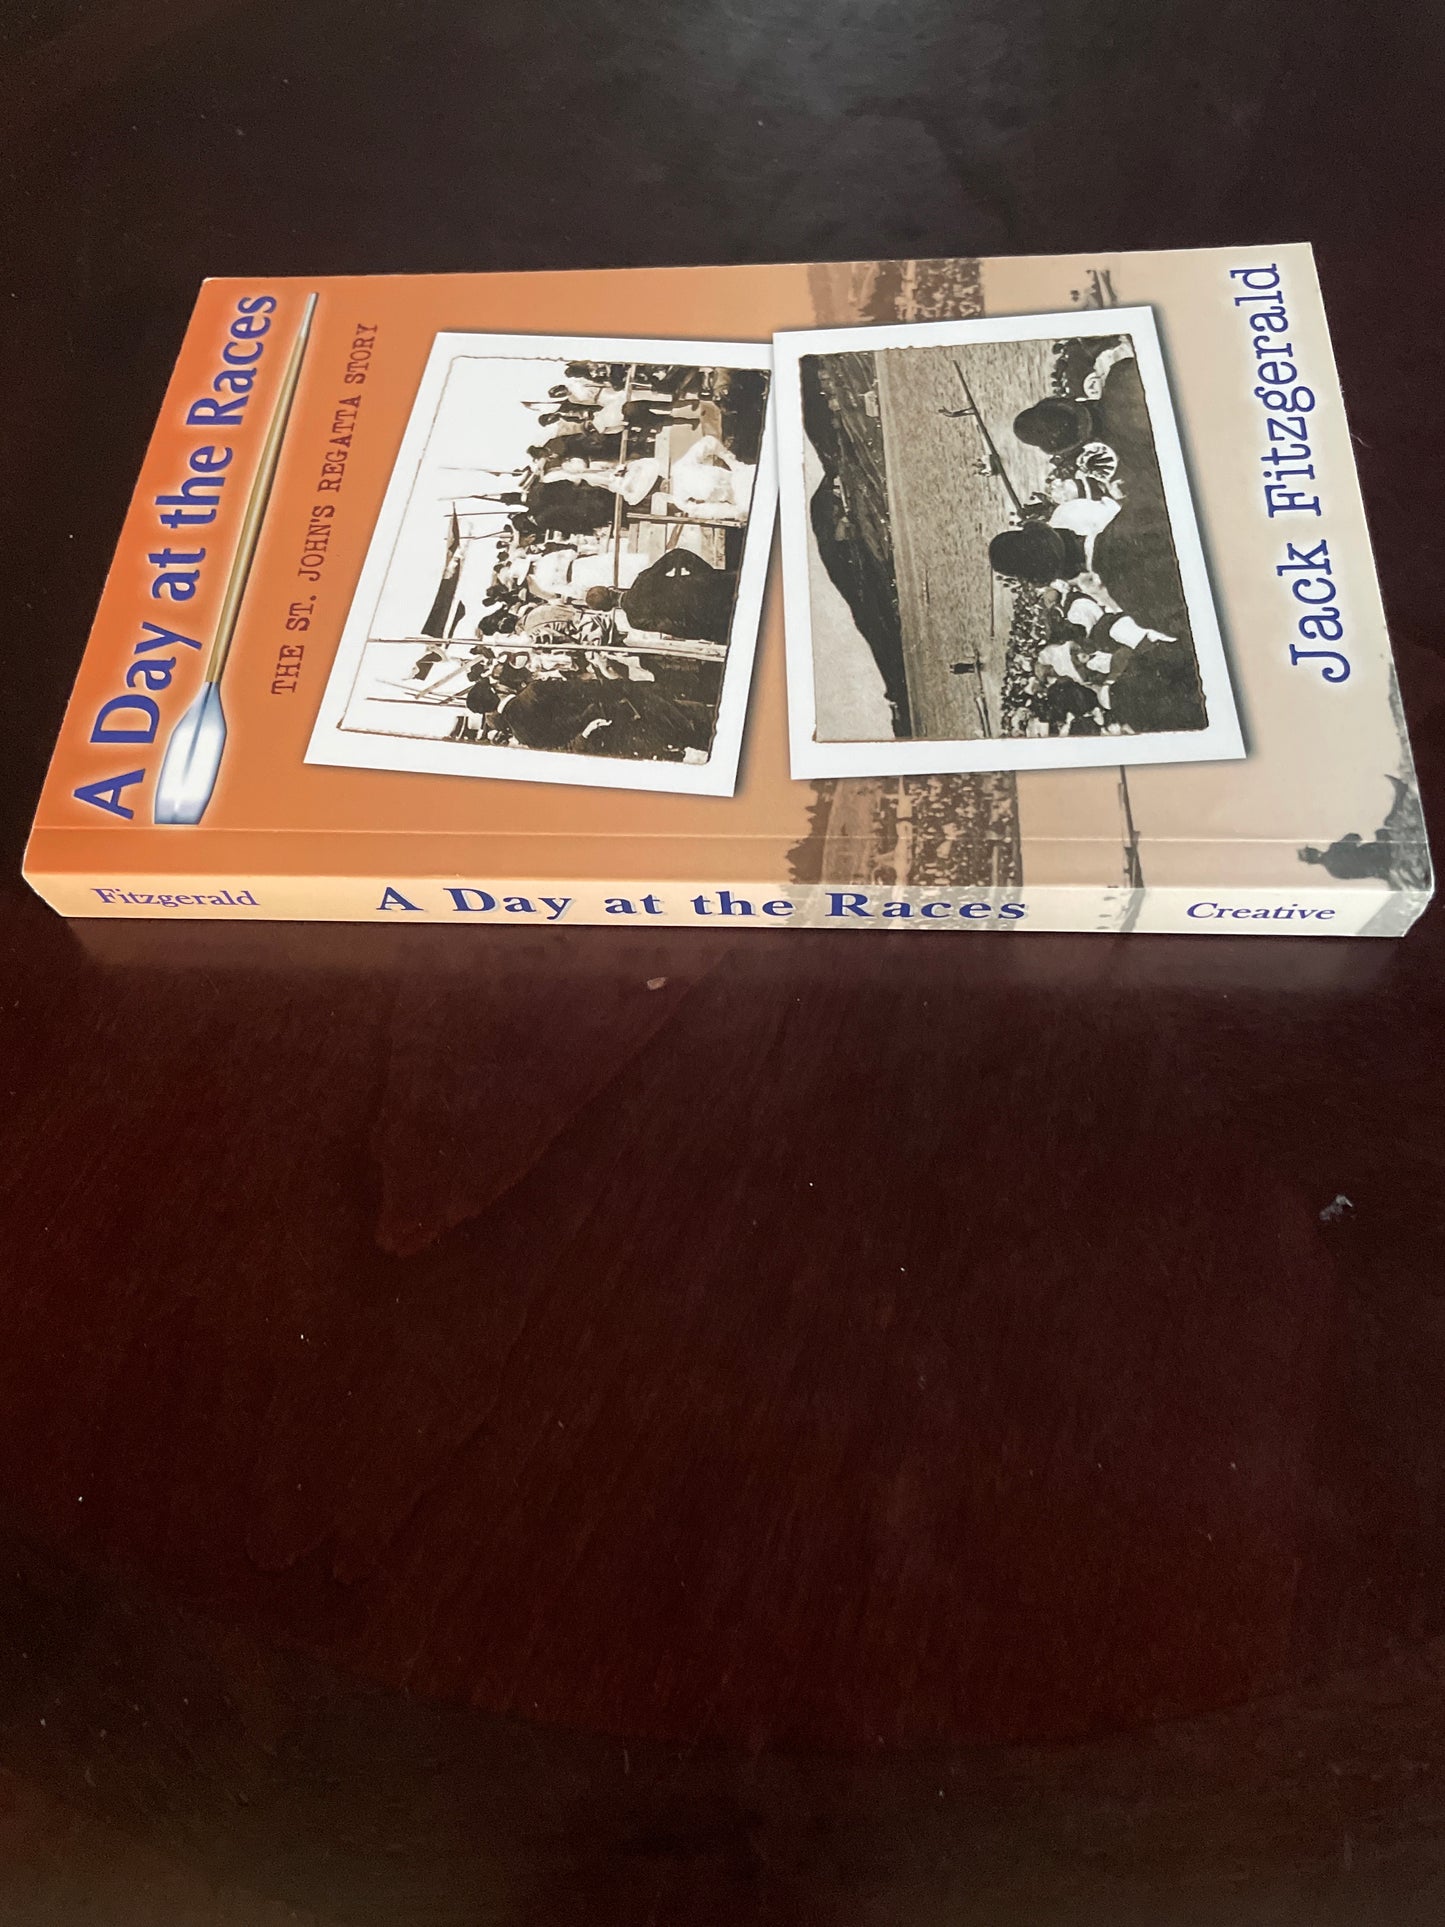 A Day at the Races
THE ST. JOHN'S REGATTA STORY
Jack Fitzgerald
Fitzgerald A Day at the Races Creative